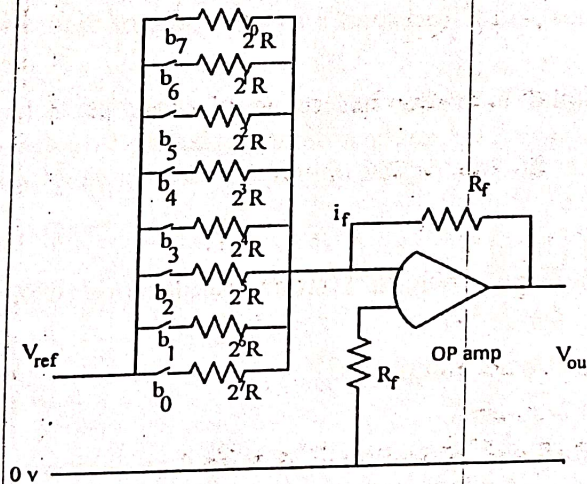 b₇ 2⁰R
b₆ 2¹R
b₅ 2²R
b₄ 2³R
b₃ 2⁴R
b₂ 2⁵R
b₁ 2⁶R
b₀ 2⁷R
V_ref
i_f
R_f
R_f
OP amp
V_ou
0 v